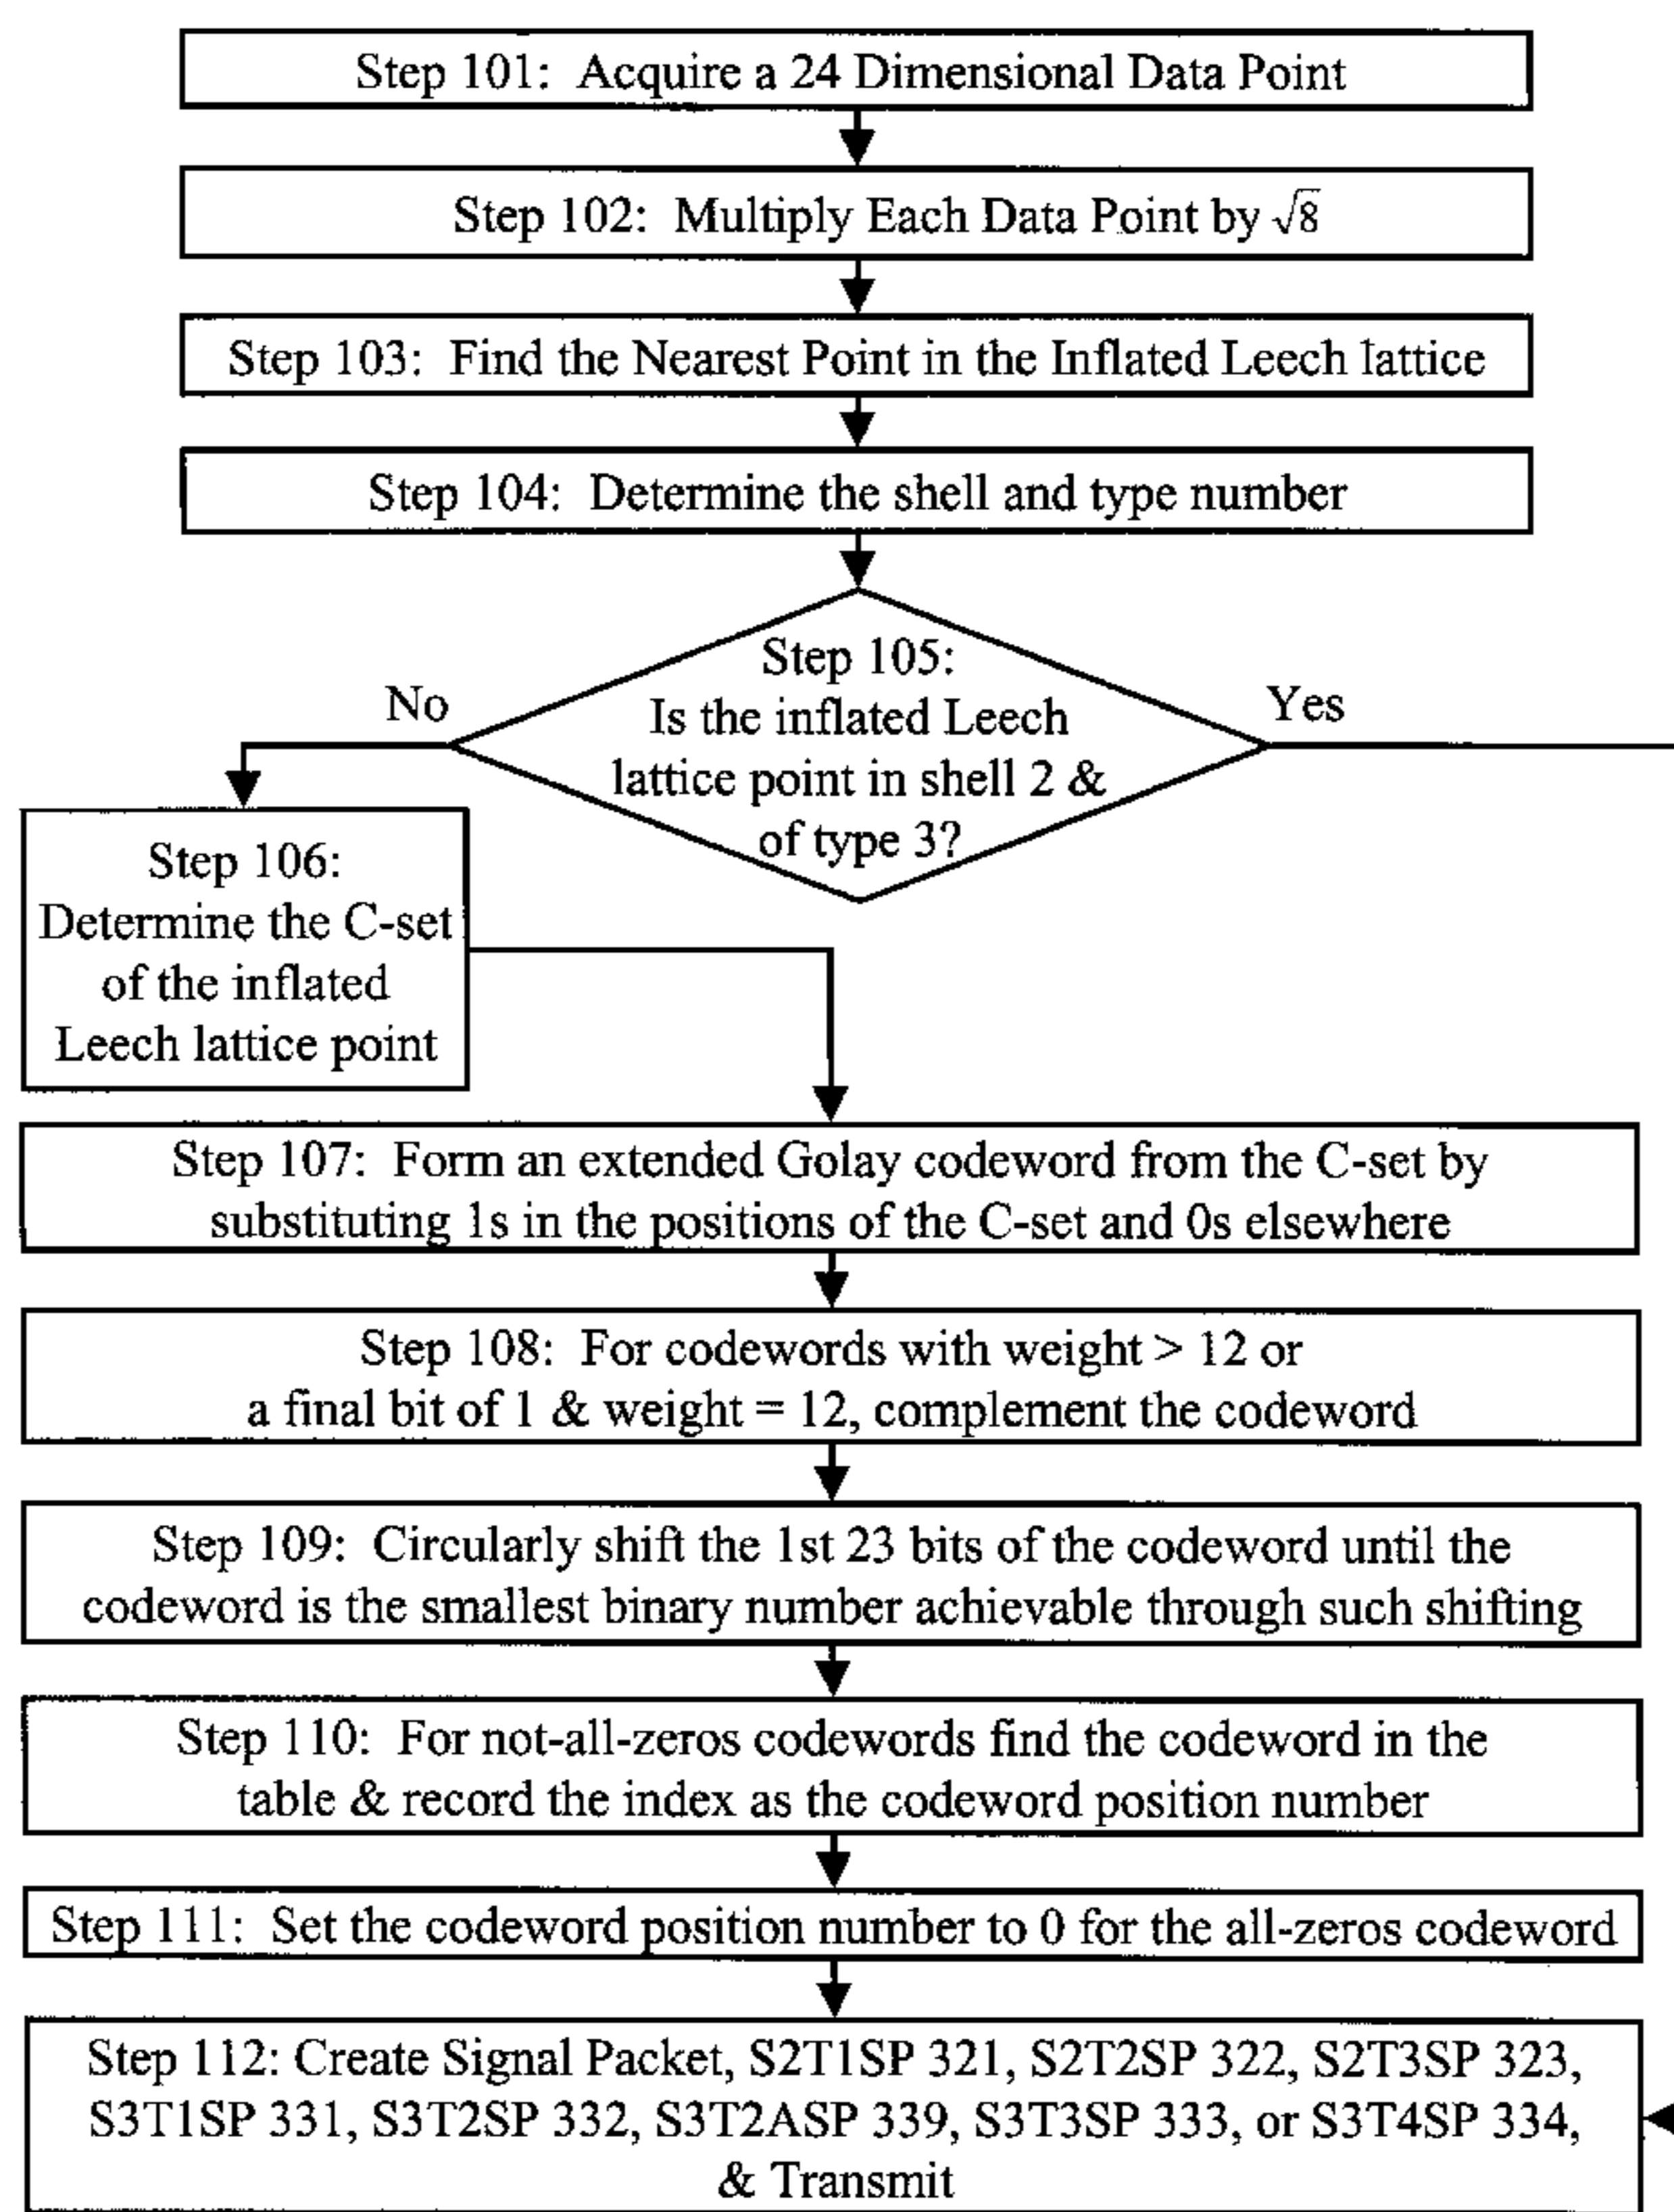 Step 101: Acquire a 24 Dimensional Data Point
Step 102: Multiply Each Data Point by √8
Step 103: Find the Nearest Point in the Inflated Leech lattice
Step 104: Determine the shell and type number
Step 105:
Is the inflated Leech
lattice point in shell 2 &
of type 3?
No
Yes
Step 106:
Determine the C-set
of the inflated
Leech lattice point
Step 107: Form an extended Golay codeword from the C-set by
substituting 1s in the positions of the C-set and 0s elsewhere
Step 108: For codewords with weight > 12 or
a final bit of 1 & weight = 12, complement the codeword
Step 109: Circularly shift the 1st 23 bits of the codeword until the
codeword is the smallest binary number achievable through such shifting
Step 110: For not-all-zeros codewords find the codeword in the
table & record the index as the codeword position number
Step 111: Set the codeword position number to 0 for the all-zeros codeword
Step 112: Create Signal Packet, S2T1SP 321, S2T2SP 322, S2T3SP 323,
S3T1SP 331, S3T2SP 332, S3T2ASP 339, S3T3SP 333, or S3T4SP 334,
& Transmit